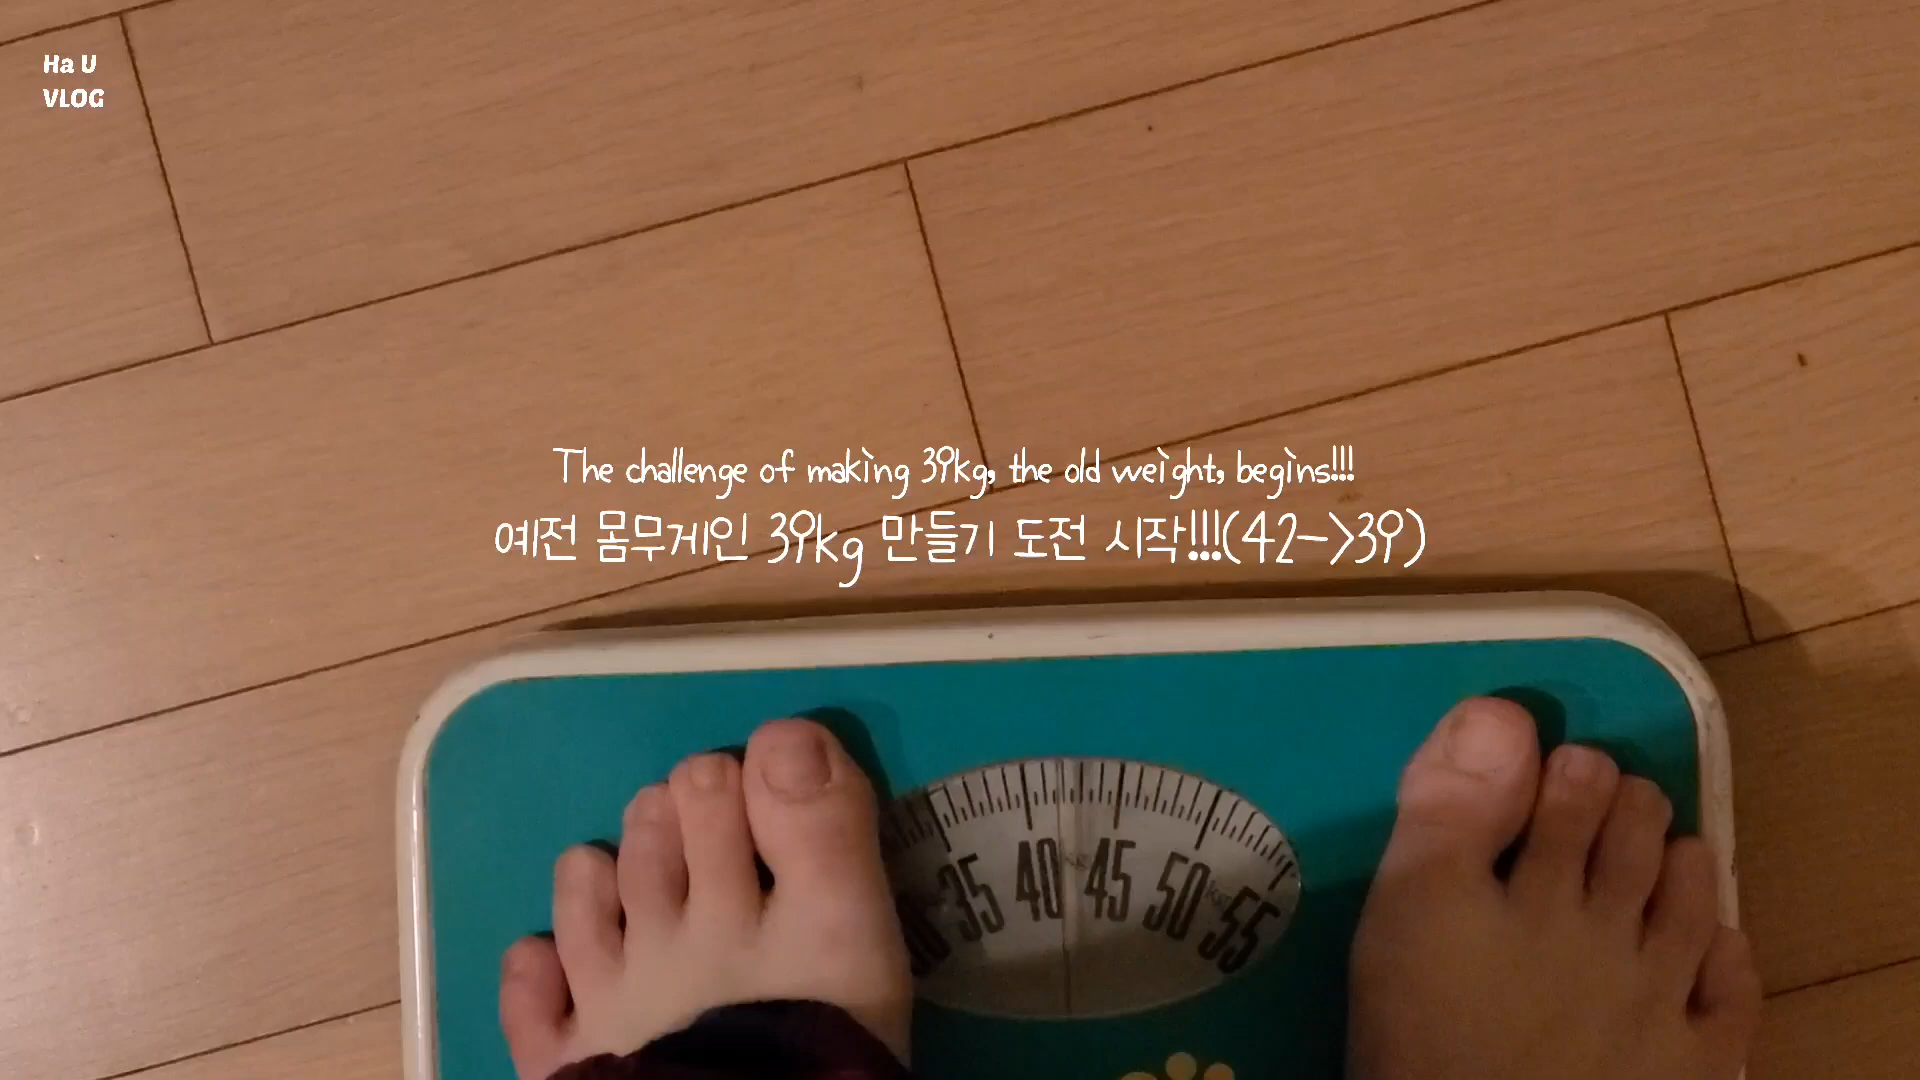 Ha U
VLOG
The challenge of making 39kg, the old weight, begins!!!
예전 몸무게인 39kg 만들기 도전 시작!!!(42->39)
35 40 45 50 55